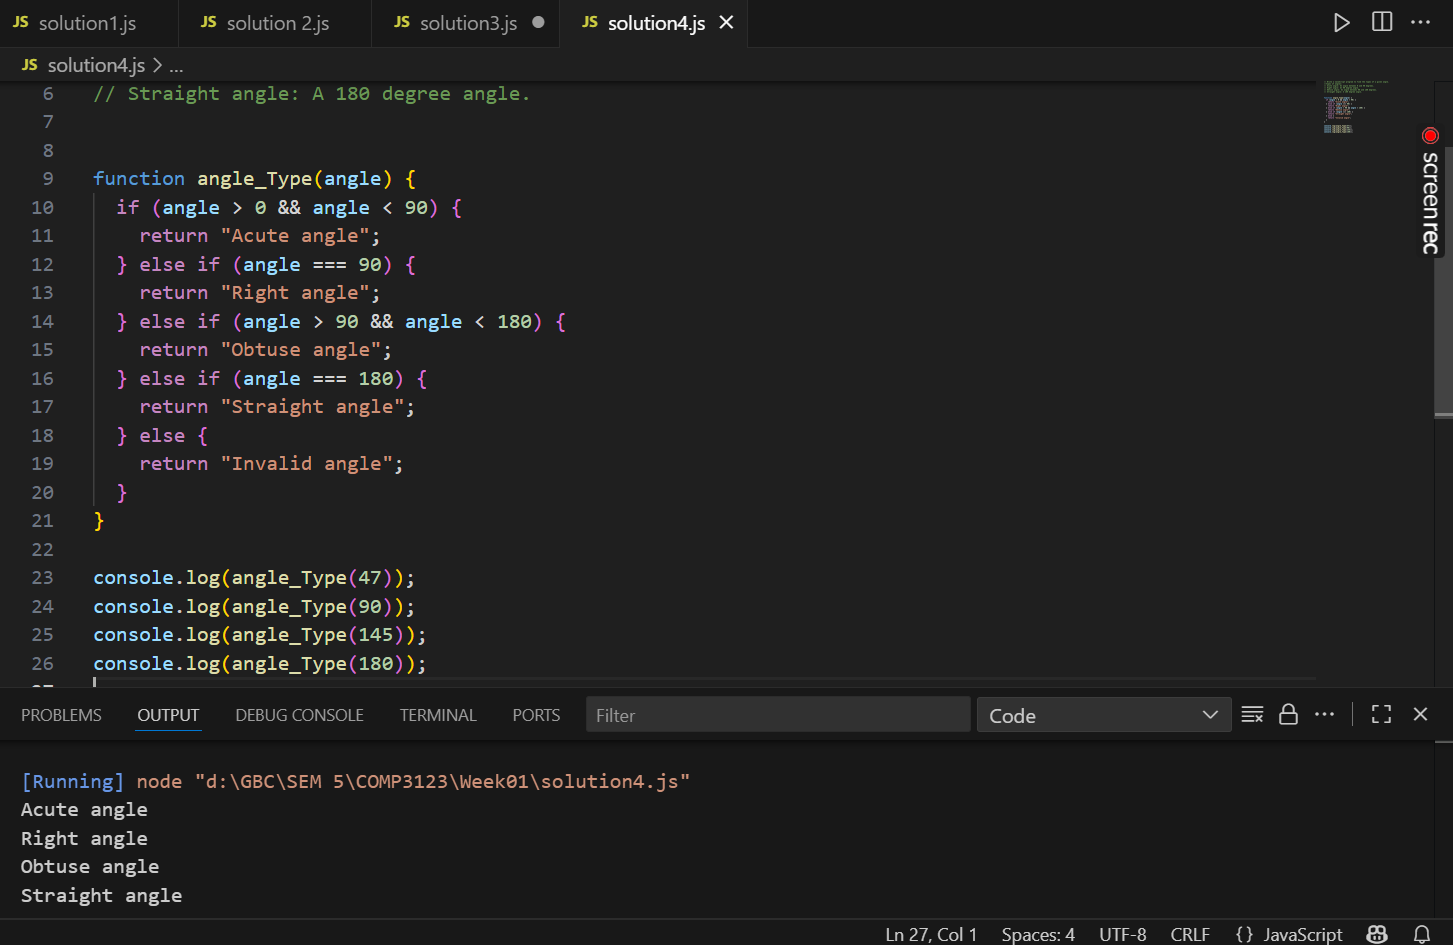 JS solution1.js JS solution 2.js JS solution3.js JS solution4.js
JS solution4.js > ...
6 // Straight angle: A 180 degree angle.
7
8
9 function angle_Type(angle) {
10 if (angle > 0 && angle < 90) {
11 return "Acute angle";
12 } else if (angle === 90) {
13 return "Right angle";
14 } else if (angle > 90 && angle < 180) {
15 return "Obtuse angle";
16 } else if (angle === 180) {
17 return "Straight angle";
18 } else {
19 return "Invalid angle";
20 }
21 }
22
23 console.log(angle_Type(47));
24 console.log(angle_Type(90));
25 console.log(angle_Type(145));
26 console.log(angle_Type(180));
screenrec
PROBLEMS OUTPUT DEBUG CONSOLE TERMINAL PORTS Filter Code
[Running] node "d:\GBC\SEM 5\COMP3123\Week01\solution4.js"
Acute angle
Right angle
Obtuse angle
Straight angle
Ln 27, Col 1 Spaces: 4 UTF-8 CRLF {} JavaScript